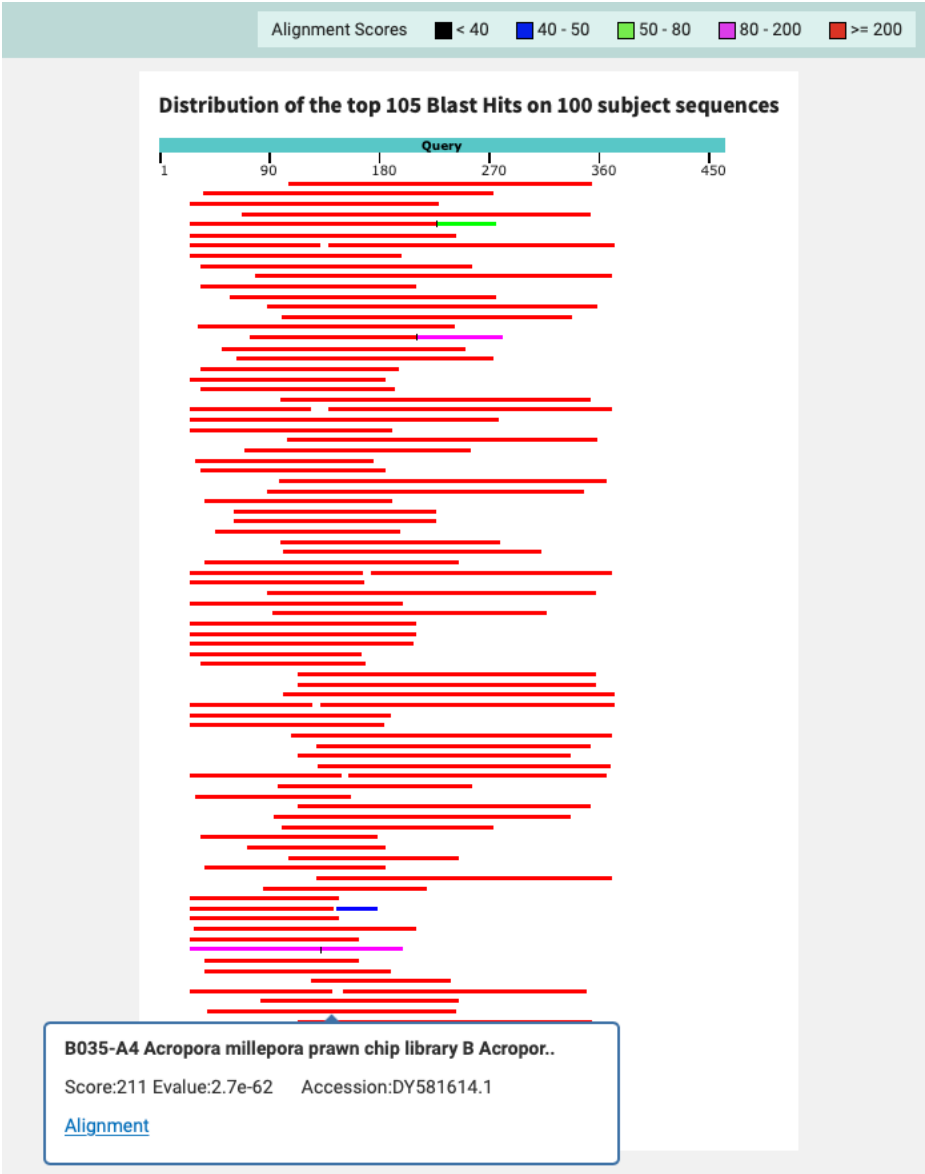 Alignment Scores < 40 40 - 50 50 - 80 80 - 200 >= 200
Distribution of the top 105 Blast Hits on 100 subject sequences
Query
1 90 180 270 360 450
B035-A4 Acropora millepora prawn chip library B Acropor..
Score:211 Evalue:2.7e-62 Accession:DY581614.1
Alignment